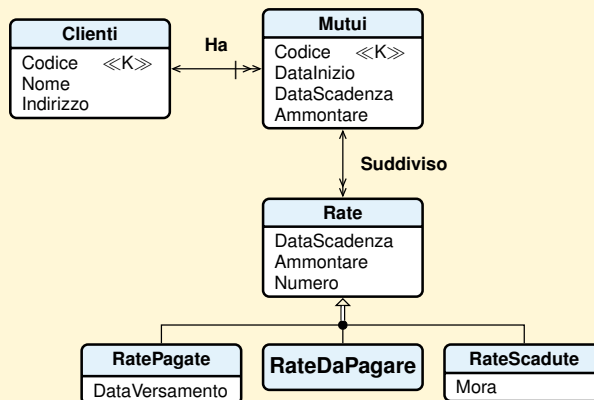 Clienti
Codice ≪K≫
Nome
Indirizzo
Ha
Mutui
Codice ≪K≫
DataInizio
DataScadenza
Ammontare
Suddiviso
Rate
DataScadenza
Ammontare
Numero
RatePagate
DataVersamento
RateDaPagare
RateScadute
Mora